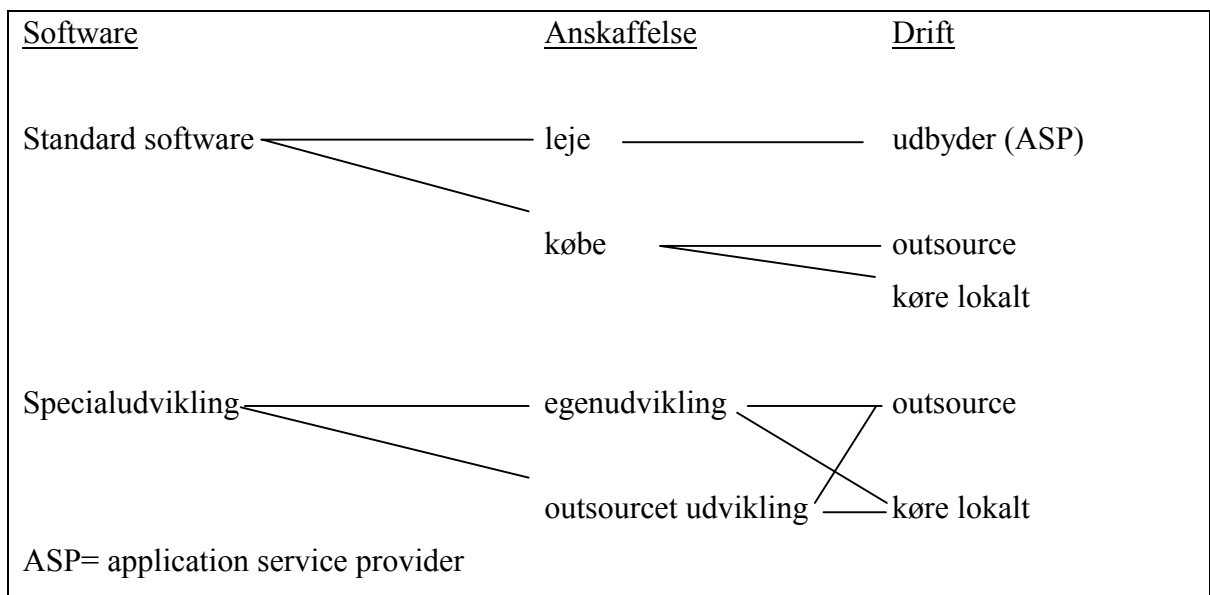 Software Anskaffelse Drift
Standard software leje udbyder (ASP)
købe outsource
køre lokalt
Specialudvikling egenudvikling outsource
outsourcet udvikling køre lokalt
ASP= application service provider